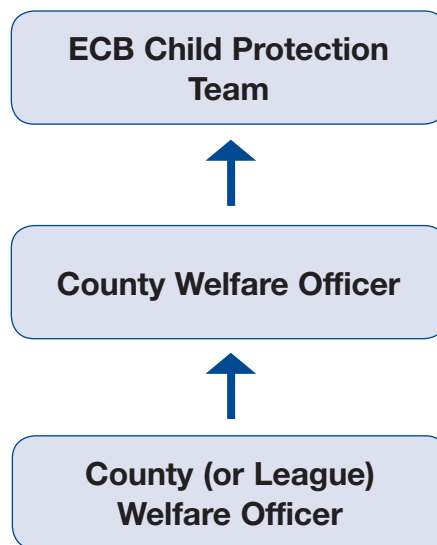 ECB Child Protection
Team
County Welfare Officer
County (or League)
Welfare Officer